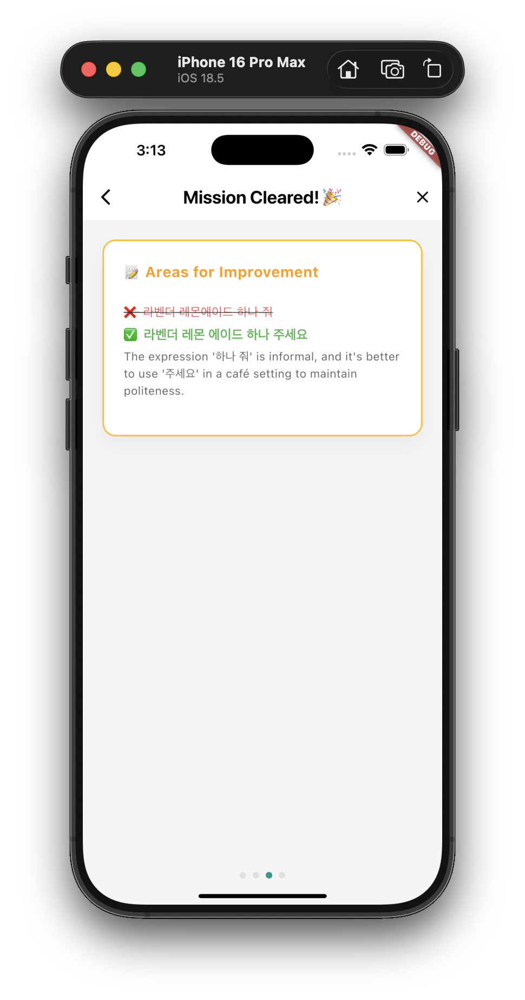 iPhone 16 Pro Max
iOS 18.5
3:13
DEBUG
Mission Cleared! 🎉
📝 Areas for Improvement
❌ 라벤더 레몬에이드 하나 줘
✅ 라벤더 레몬 에이드 하나 주세요
The expression '하나 줘' is informal, and it's better
to use '주세요' in a café setting to maintain
politeness.